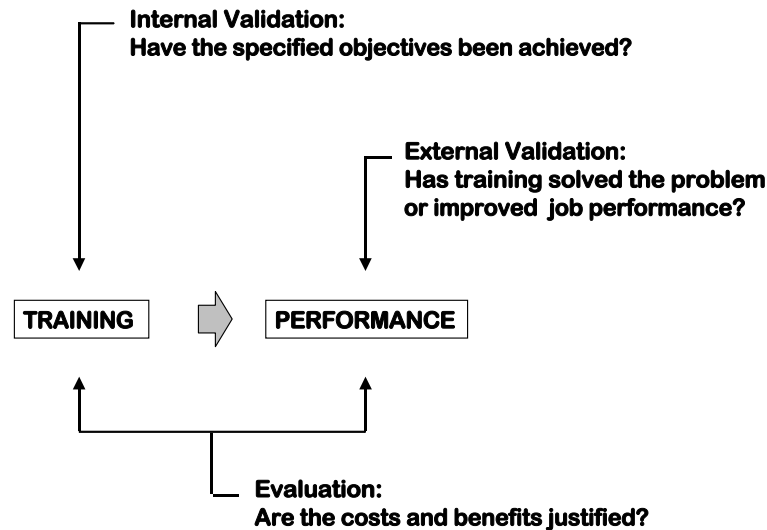 Internal Validation:
Have the specified objectives been achieved?
External Validation:
Has training solved the problem
or improved job performance?
TRAINING
PERFORMANCE
Evaluation:
Are the costs and benefits justified?